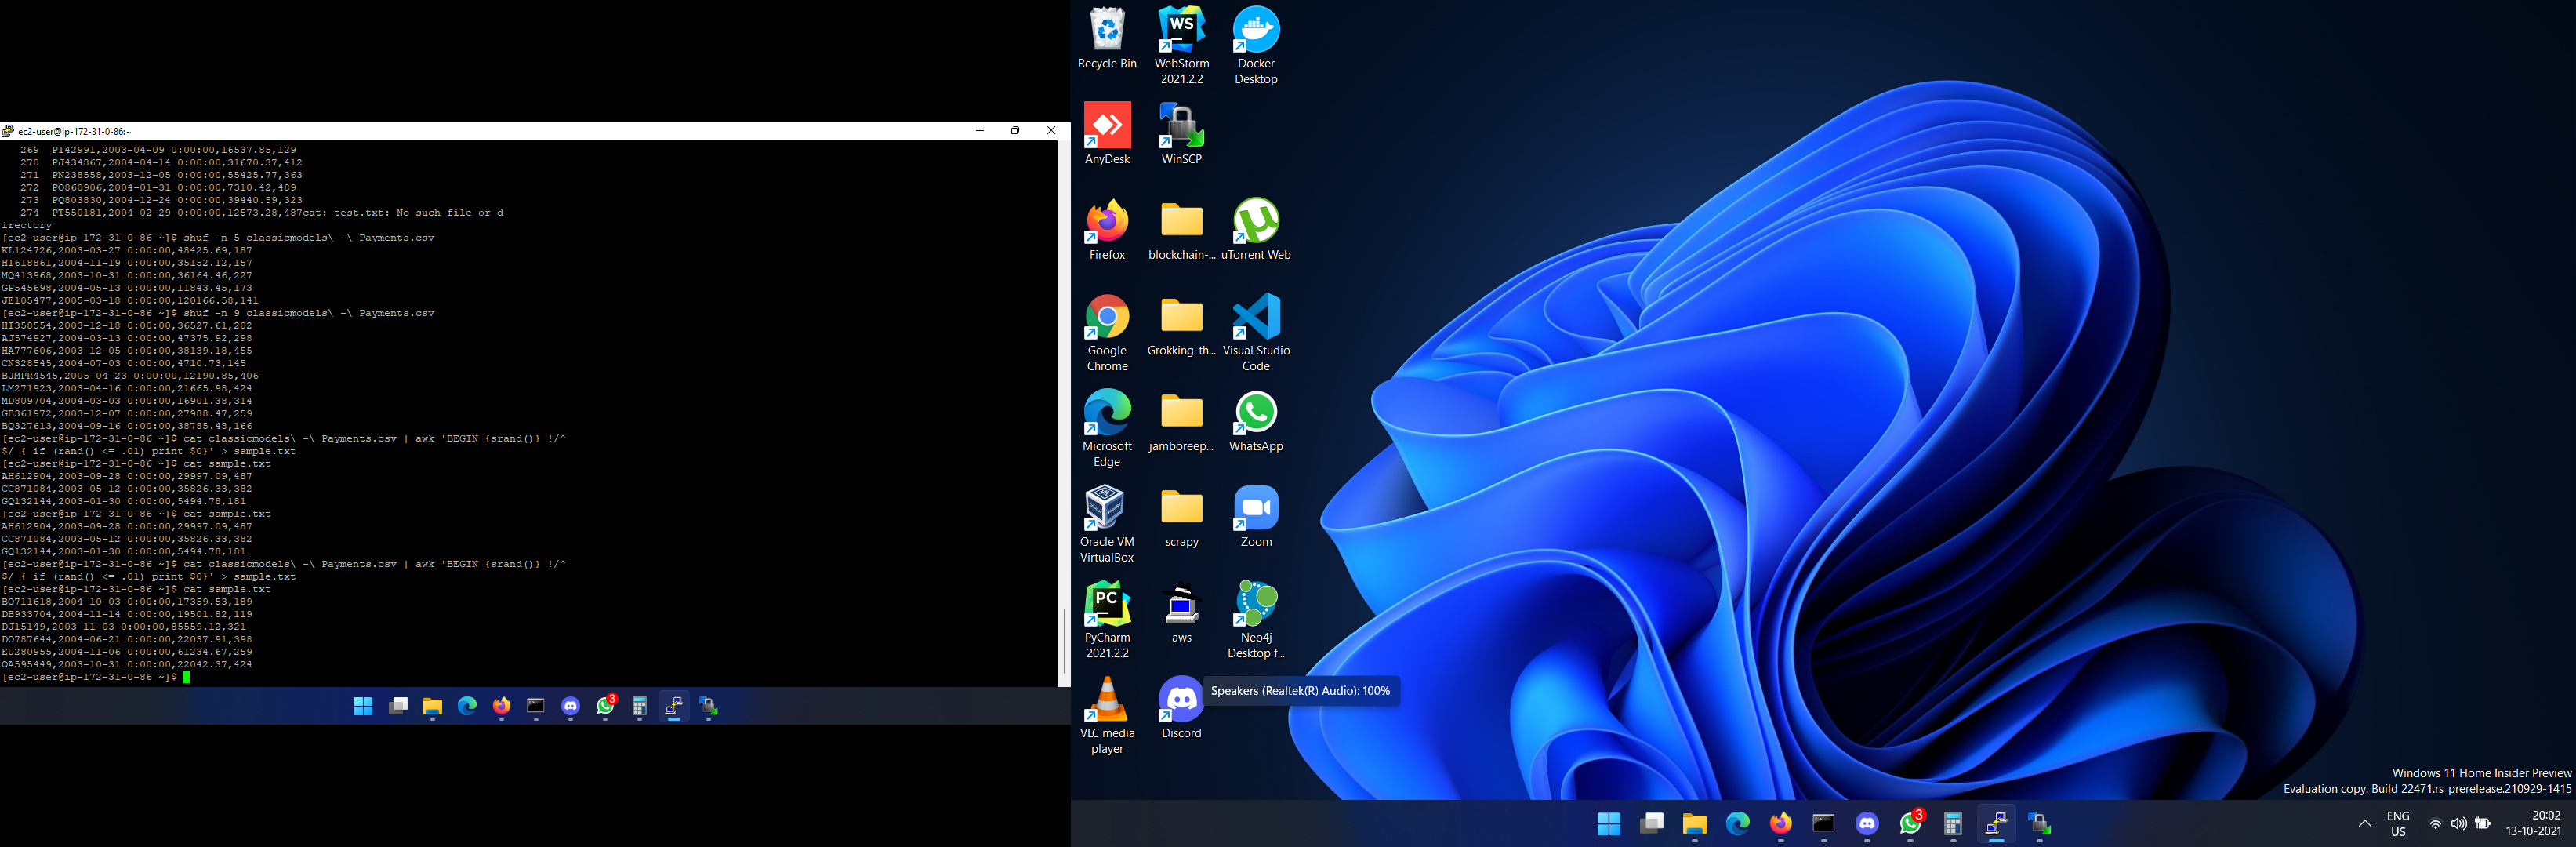 ec2-user@ip-172-31-0-86:~
269 PI42991,2003-04-09 0:00:00,16537.85,129
270 PJ434867,2004-04-14 0:00:00,31670.37,412
271 PN238558,2003-12-05 0:00:00,55425.77,363
272 PO860906,2004-01-31 0:00:00,7310.42,489
273 PQ803830,2004-12-24 0:00:00,39440.59,323
274 PT550181,2004-02-29 0:00:00,12573.28,487cat: test.txt: No such file or d
irectory
[ec2-user@ip-172-31-0-86 ~]$ shuf -n 5 classicmodels\ -\ Payments.csv
KL124726,2003-03-27 0:00:00,48425.69,187
HI618861,2004-11-19 0:00:00,35152.12,157
MQ413968,2003-10-31 0:00:00,36164.46,227
GP545698,2004-05-13 0:00:00,11843.45,173
JE105477,2005-03-18 0:00:00,120166.58,141
[ec2-user@ip-172-31-0-86 ~]$ shuf -n 9 classicmodels\ -\ Payments.csv
HI358554,2003-12-18 0:00:00,36527.61,202
AJ574927,2004-03-13 0:00:00,47375.92,298
HA777606,2003-12-05 0:00:00,38139.18,455
CN328545,2004-07-03 0:00:00,4710.73,145
BJMPR4545,2005-04-23 0:00:00,12190.85,406
LM271923,2003-04-16 0:00:00,21665.98,424
MD809704,2004-03-03 0:00:00,16901.38,314
GB361972,2003-12-07 0:00:00,27988.47,259
BQ327613,2004-09-16 0:00:00,38785.48,166
[ec2-user@ip-172-31-0-86 ~]$ cat classicmodels\ -\ Payments.csv | awk 'BEGIN {srand()} !/^
$/ { if (rand() <= .01) print $0}' > sample.txt
[ec2-user@ip-172-31-0-86 ~]$ cat sample.txt
AH612904,2003-09-28 0:00:00,29997.09,487
CC871084,2003-05-12 0:00:00,35826.33,382
GQ132144,2003-01-30 0:00:00,5494.78,181
[ec2-user@ip-172-31-0-86 ~]$ cat sample.txt
AH612904,2003-09-28 0:00:00,29997.09,487
CC871084,2003-05-12 0:00:00,35826.33,382
GQ132144,2003-01-30 0:00:00,5494.78,181
[ec2-user@ip-172-31-0-86 ~]$ cat classicmodels\ -\ Payments.csv | awk 'BEGIN {srand()} !/^
$/ { if (rand() <= .01) print $0}' > sample.txt
[ec2-user@ip-172-31-0-86 ~]$ cat sample.txt
BO711618,2004-10-03 0:00:00,17359.53,189
DB933704,2004-11-14 0:00:00,19501.82,119
DJ15149,2003-11-03 0:00:00,85559.12,321
DO787644,2004-06-21 0:00:00,22037.91,398
EU280955,2004-11-06 0:00:00,61234.67,259
OA595449,2003-10-31 0:00:00,22042.37,424
[ec2-user@ip-172-31-0-86 ~]$
3
WS
Recycle Bin
WebStorm
2021.2.2
Docker
Desktop
AnyDesk
WinSCP
Firefox
blockchain-...
uTorrent Web
Google
Chrome
Grokking-th...
Visual Studio
Code
Microsoft
Edge
jamboreep...
WhatsApp
Oracle VM
VirtualBox
scrapy
Zoom
PC
PyCharm
2021.2.2
aws
Neo4j
Desktop f...
Speakers (Realtek(R) Audio): 100%
VLC media
player
Discord
Windows 11 Home Insider Preview
Evaluation copy. Build 22471.rs_prerelease.210929-1415
3
ENG
US
20:02
13-10-2021